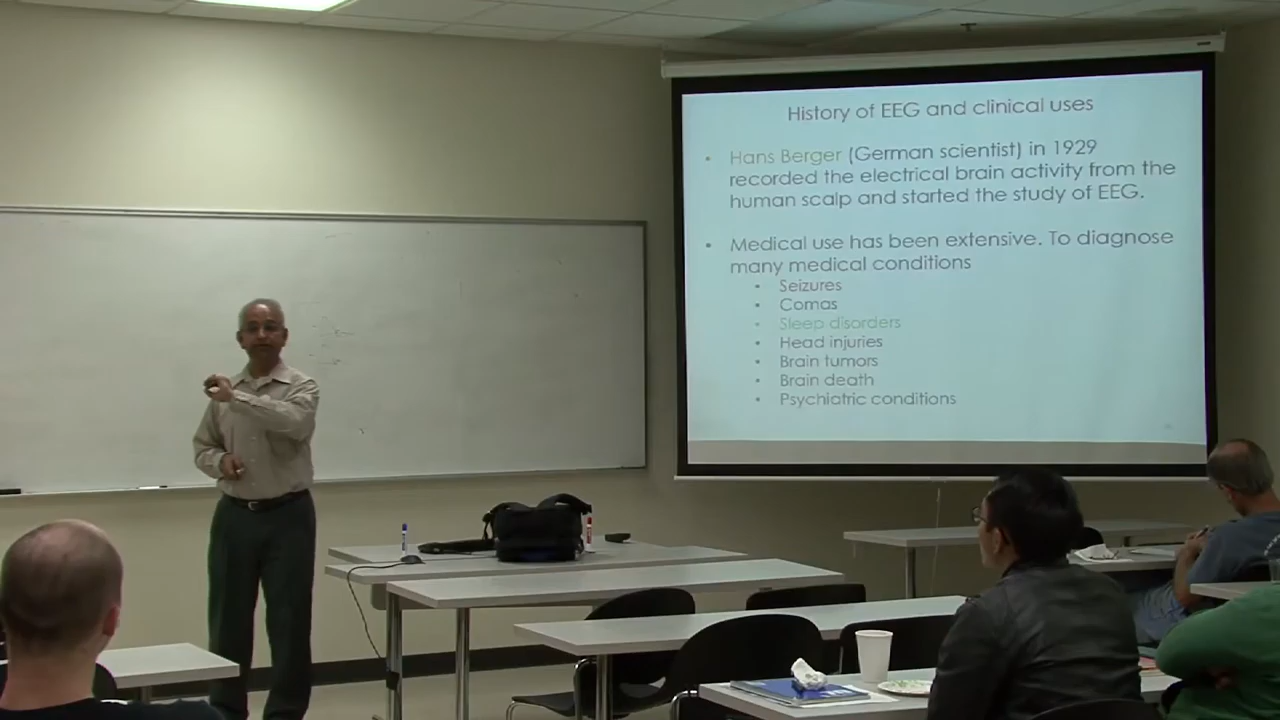 History of EEG and clinical uses
• Hans Berger (German scientist) in 1929
recorded the electrical brain activity from the
human scalp and started the study of EEG.
• Medical use has been extensive. To diagnose
many medical conditions
• Seizures
• Comas
• Sleep disorders
• Head injuries
• Brain tumors
• Brain death
• Psychiatric conditions